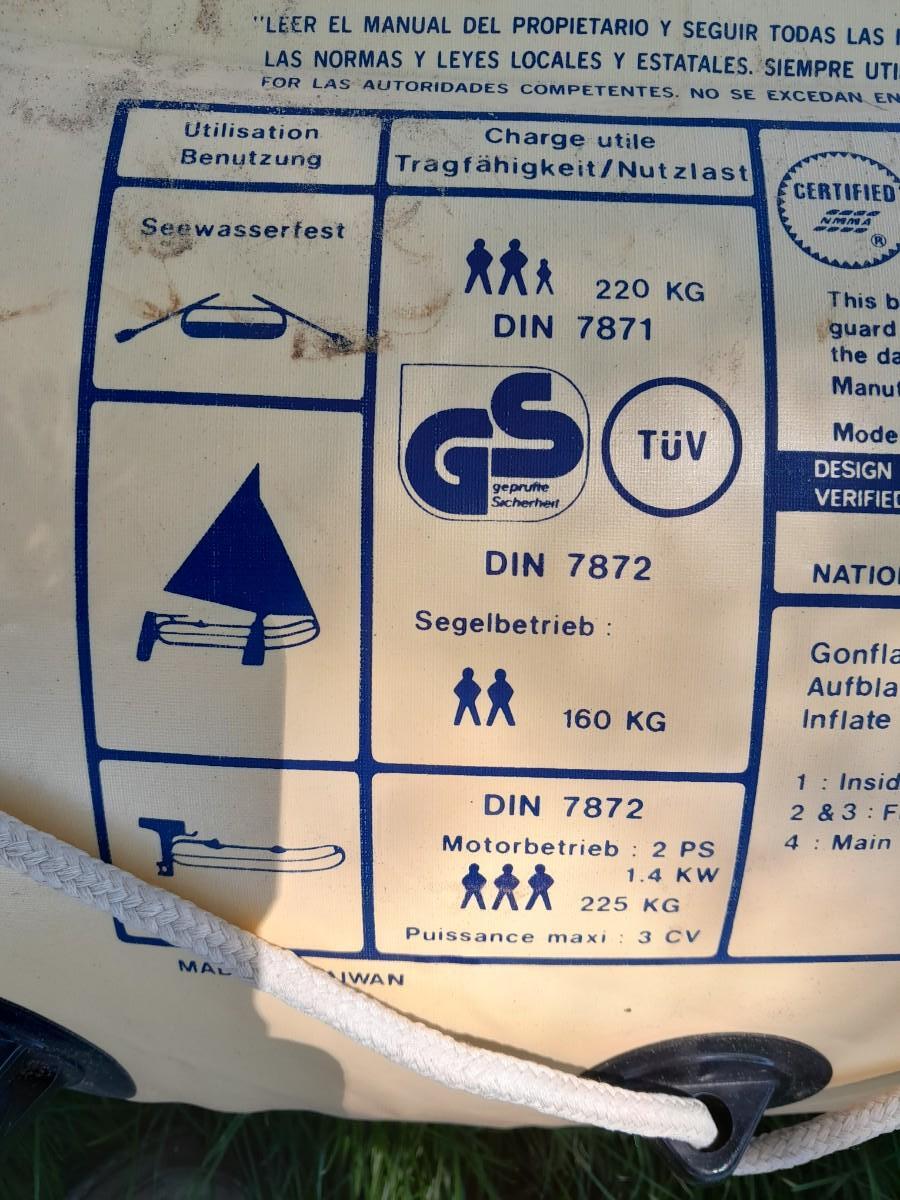 "LEER EL MANUAL DEL PROPIETARIO Y SEGUIR TODAS LAS
LAS NORMAS Y LEYES LOCALES Y ESTATALES. SIEMPRE UTI
FOR LAS AUTORIDADES COMPETENTES. NO SE EXCEDAN EN
Utilisation
Benutzung
Charge utile
Tragfähigkeit/Nutzlast
Seewasserfest
220 KG
DIN 7871
GS
geprüfte
Sicherheit
TüV
DIN 7872
Segelbetrieb :
160 KG
DIN 7872
Motorbetrieb : 2 PS
1.4 KW
225 KG
Puissance maxi : 3 CV
CERTIFIED
NMMA
®
This b
guard
the da
Manuf
Mode
DESIGN
VERIFIED
NATIO
Gonfla
Aufbla
Inflate
1 : Insid
2 & 3 : F
4 : Main
MAD
IWAN